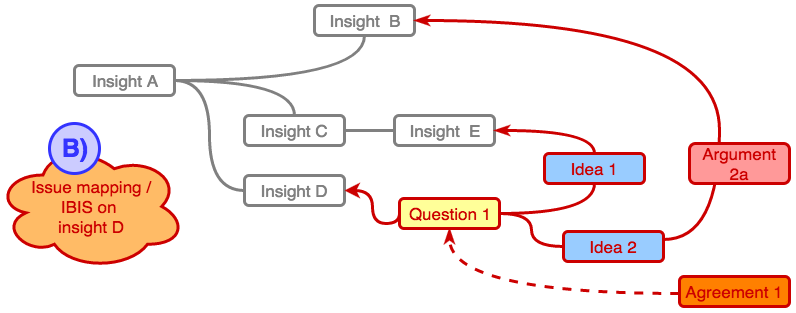 Insight B
Insight A
Insight C
Insight E
B)
Issue mapping /
IBIS on
insight D
Insight D
Idea 1
Argument
2a
Question 1
Idea 2
Agreement 1